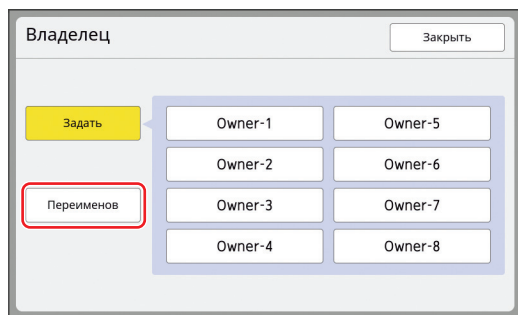 Владелец
Закрыть
Задать
Owner-1
Owner-5
Owner-2
Owner-6
Переименов
Owner-3
Owner-7
Owner-4
Owner-8